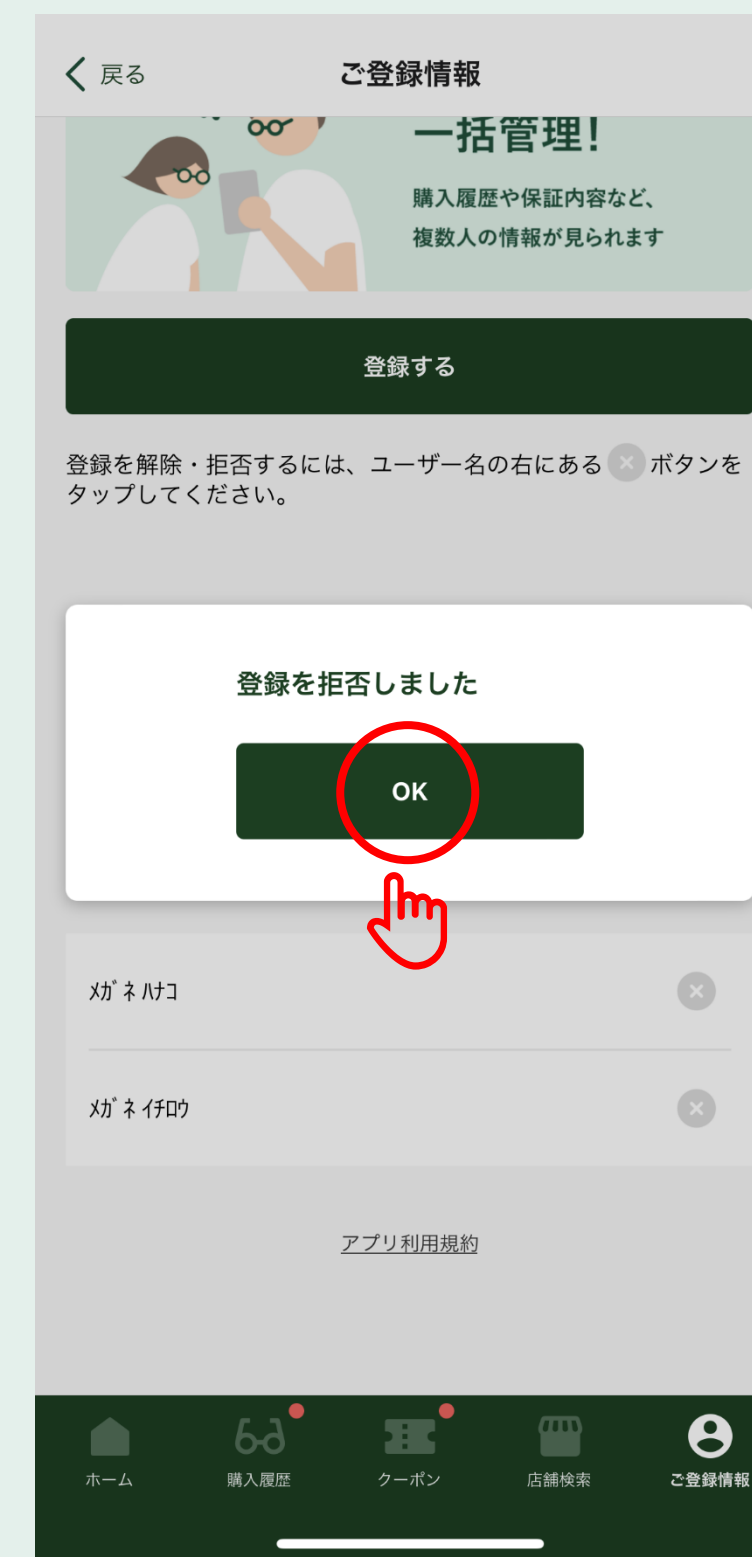 戻る
ご登録情報
一括管理!
購入履歴や保証内容など、
複数人の情報が見られます
登録する
登録を解除・拒否するには、ユーザー名の右にある ボタンを
タップしてください。
登録を拒否しました
OK
ﾒｶﾞﾈ ﾊﾅｺ
ﾒｶﾞﾈ ｲﾁﾛｳ
アプリ利用規約
ホーム
購入履歴
クーポン
店舗検索
ご登録情報